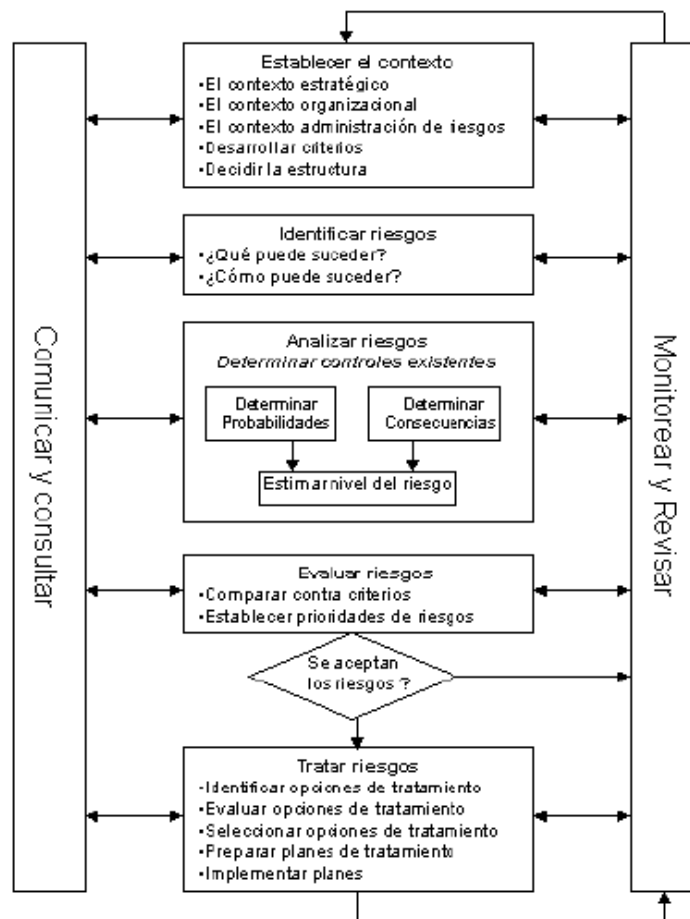 Establecer el contexto
•El contexto estratégico
•El contexto organizacional
•El contexto administración de riesgos
•Desarrollar criterios
•Decidir la estructura
Identificar riesgos
•¿Qué puede suceder?
•¿Cómo puede suceder?
Analizar riesgos
Determinar controles existentes
Determinar
Probabilidades
Determinar
Consecuencias
Estimar nivel del riesgo
Evaluar riesgos
•Comparar contra criterios
•Establecer prioridades de riesgos
Se aceptan
los riesgos ?
Tratar riesgos
•Identificar opciones de tratamiento
•Evaluar opciones de tratamiento
•Seleccionar opciones de tratamiento
•Preparar planes de tratamiento
•Implementar planes
Comunicar y consultar
Monitorear y Revisar